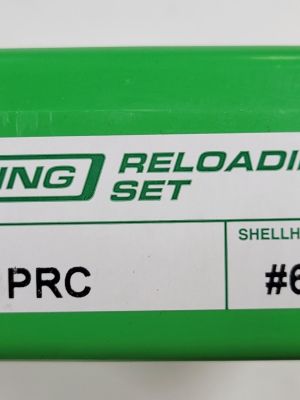 ING RELOADI
SET
SHELLH
PRC #6